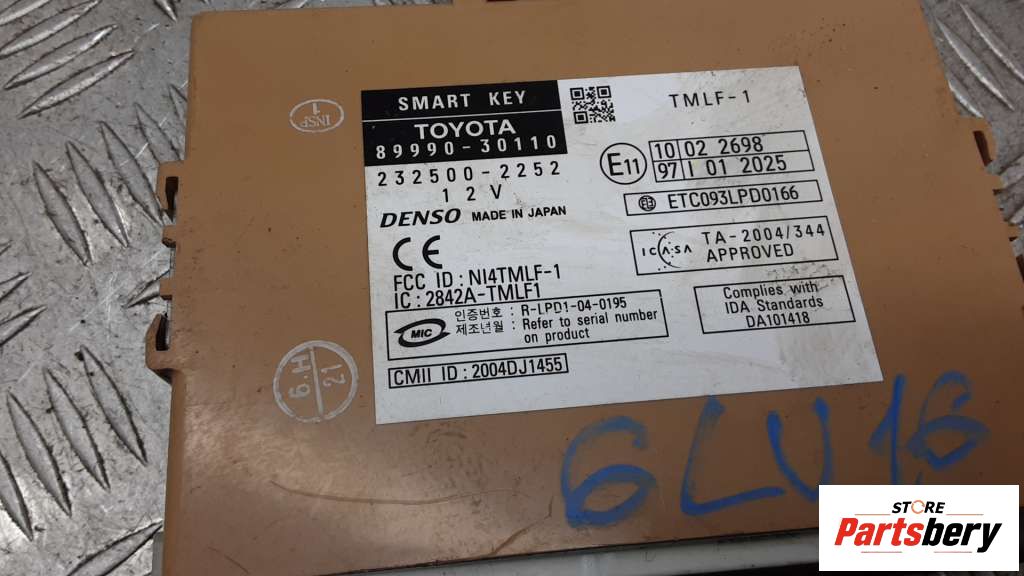 SMART KEY
TOYOTA
89990-30110
232500-2252
12V
DENSO MADE IN JAPAN
CE
FCC ID : NI4TMLF-1
IC : 2842A-TMLF1
MIC
인증번호 : R-LPD1-04-0195
제조년월 : Refer to serial number
on product
CMII ID : 2004DJ1455
TMLF-1
E11
10 02 2698
97 I 01 2025
ETC093LPD0166
ICASA TA-2004/344
APPROVED
Complies with
IDA Standards
DA101418
INSP
1
6.H
21
6LU16
STORE
Partsbery